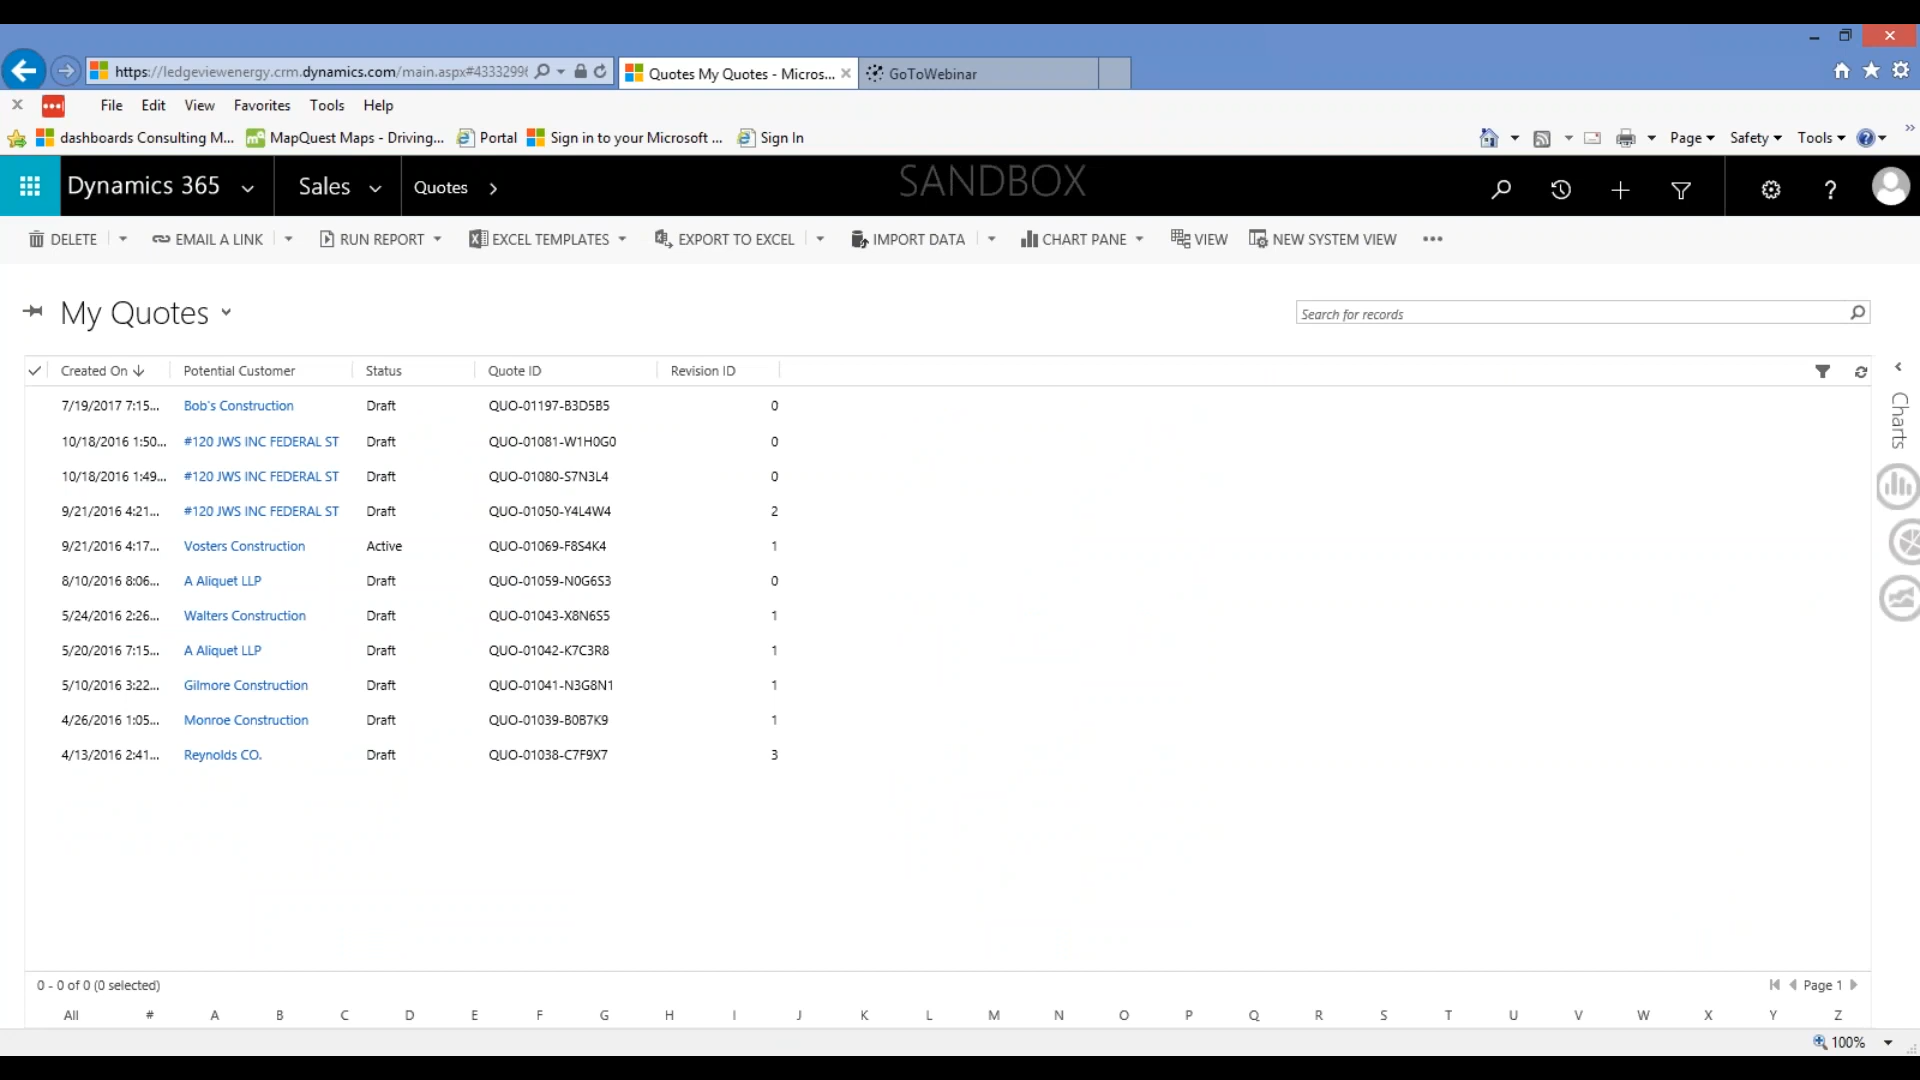 https://ledgeviewenergy.crm.dynamics.com/main.aspx#4333299 Quotes My Quotes - Micros... GoToWebinar
File Edit View Favorites Tools Help
dashboards Consulting M... MapQuest Maps - Driving... Portal Sign in to your Microsoft ... Sign In Page Safety Tools
Dynamics 365 Sales Quotes SANDBOX
DELETE EMAIL A LINK RUN REPORT EXCEL TEMPLATES EXPORT TO EXCEL IMPORT DATA CHART PANE VIEW NEW SYSTEM VIEW
My Quotes Search for records
Created On Potential Customer Status Quote ID Revision ID
7/19/2017 7:15... Bob's Construction Draft QUO-01197-B3D5B5 0
10/18/2016 1:50... #120 JWS INC FEDERAL ST Draft QUO-01081-W1H0G0 0
10/18/2016 1:49... #120 JWS INC FEDERAL ST Draft QUO-01080-S7N3L4 0
9/21/2016 4:21... #120 JWS INC FEDERAL ST Draft QUO-01050-Y4L4W4 2
9/21/2016 4:17... Vosters Construction Active QUO-01069-F8S4K4 1
8/10/2016 8:06... A Aliquet LLP Draft QUO-01059-N0G6S3 0
5/24/2016 2:26... Walters Construction Draft QUO-01043-X8N6S5 1
5/20/2016 7:15... A Aliquet LLP Draft QUO-01042-K7C3R8 1
5/10/2016 3:22... Gilmore Construction Draft QUO-01041-N3G8N1 1
4/26/2016 1:05... Monroe Construction Draft QUO-01039-B0B7K9 1
4/13/2016 2:41... Reynolds CO. Draft QUO-01038-C7F9X7 3
Charts
0 - 0 of 0 (0 selected) Page 1
All # A B C D E F G H I J K L M N O P Q R S T U V W X Y Z
100%